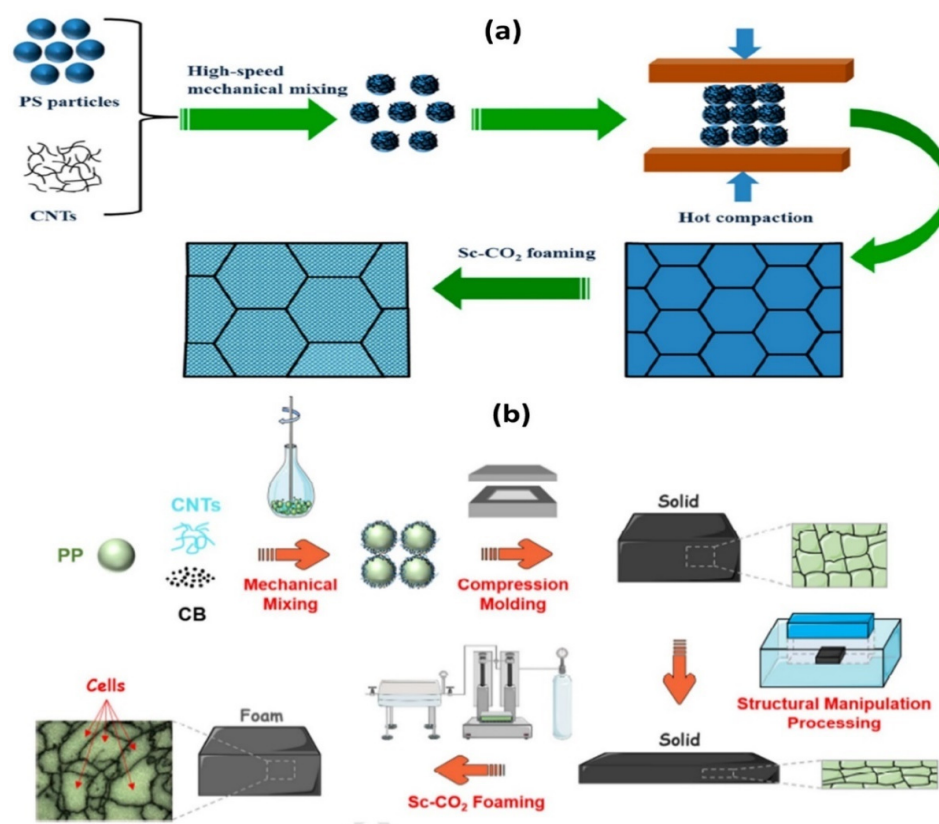 (a)
PS particles
CNTs
High-speed
mechanical mixing
Hot compaction
Sc-CO₂ foaming
(b)
PP
CNTs
CB
Mechanical
Mixing
Compression
Molding
Solid
Structural Manipulation
Processing
Solid
Sc-CO₂ Foaming
Foam
Cells